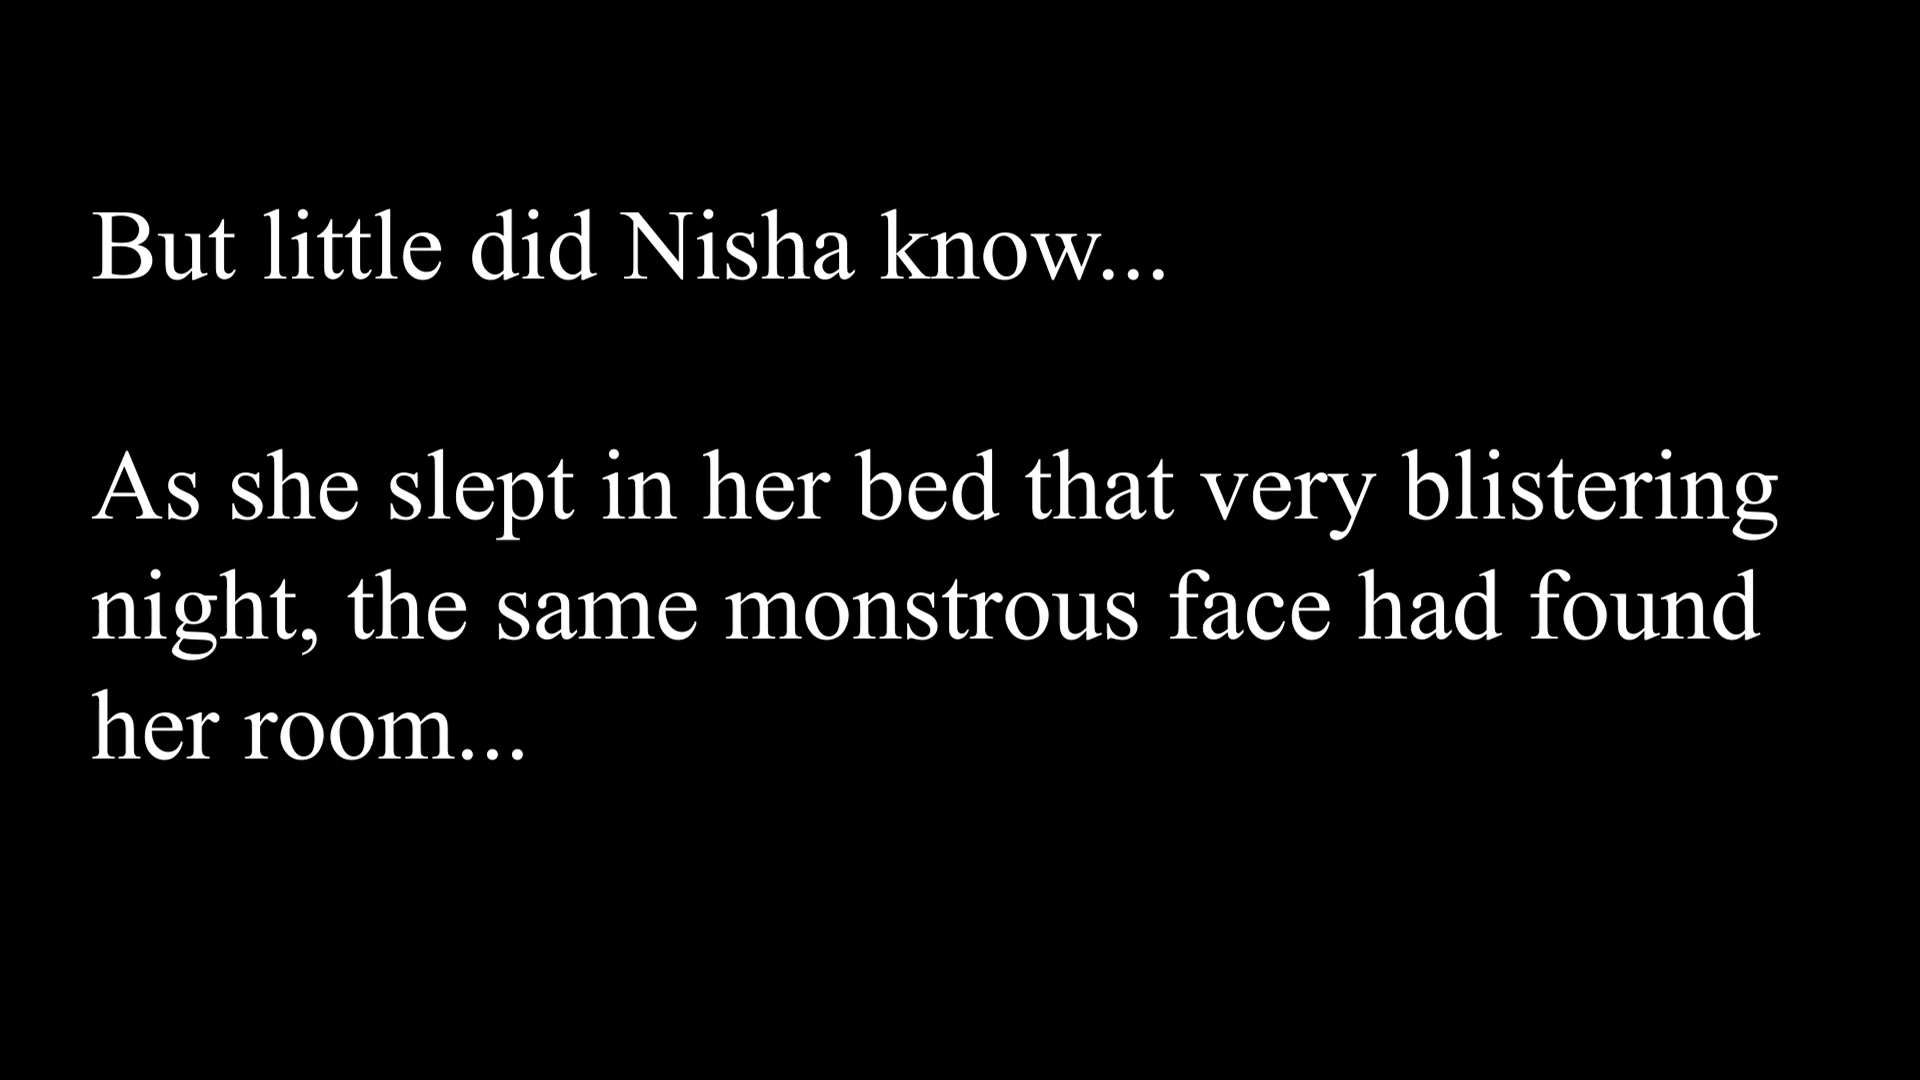 But little did Nisha know...
As she slept in her bed that very blistering
night, the same monstrous face had found
her room...